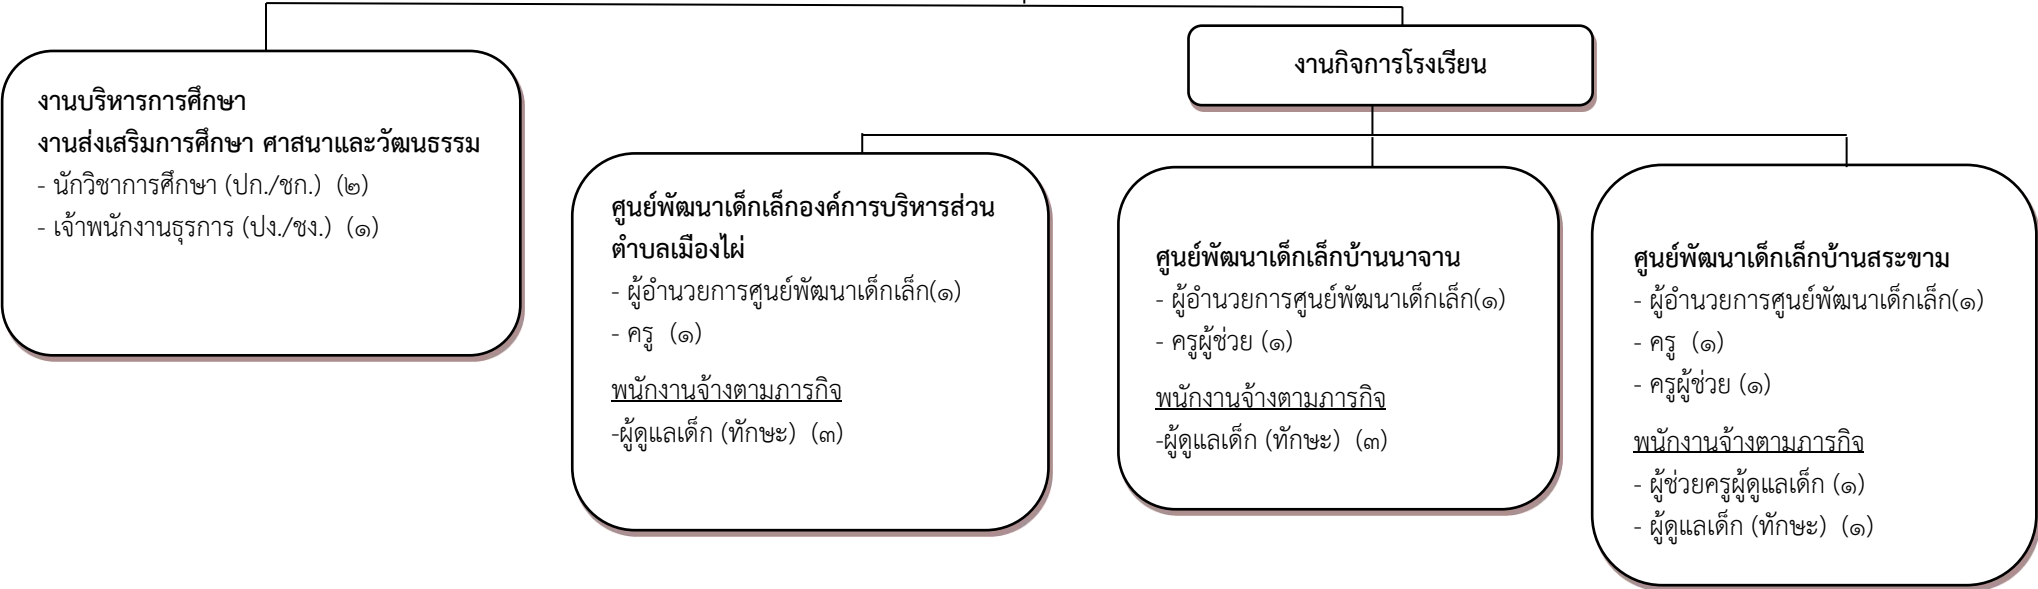 งานกิจการโรงเรียน
งานบริหารการศึกษา
งานส่งเสริมการศึกษา ศาสนาและวัฒนธรรม
- นักวิชาการศึกษา (ปก./ชก.) (๒)
- เจ้าพนักงานธุรการ (ปง./ชง.) (๑)
ศูนย์พัฒนาเด็กเล็กองค์การบริหารส่วน
ตำบลเมืองไผ่
- ผู้อำนวยการศูนย์พัฒนาเด็กเล็ก(๑)
- ครู (๑)
พนักงานจ้างตามภารกิจ
-ผู้ดูแลเด็ก (ทักษะ) (๓)
ศูนย์พัฒนาเด็กเล็กบ้านนาจาน
- ผู้อำนวยการศูนย์พัฒนาเด็กเล็ก(๑)
- ครูผู้ช่วย (๑)
พนักงานจ้างตามภารกิจ
-ผู้ดูแลเด็ก (ทักษะ) (๓)
ศูนย์พัฒนาเด็กเล็กบ้านสระขาม
- ผู้อำนวยการศูนย์พัฒนาเด็กเล็ก(๑)
- ครู (๑)
- ครูผู้ช่วย (๑)
พนักงานจ้างตามภารกิจ
- ผู้ช่วยครูผู้ดูแลเด็ก (๑)
- ผู้ดูแลเด็ก (ทักษะ) (๑)